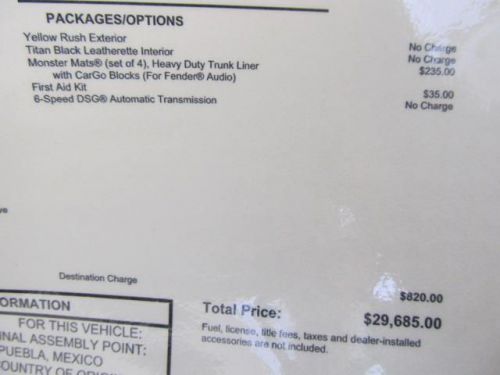 PACKAGES/OPTIONS
Yellow Rush Exterior No Charge
Titan Black Leatherette Interior No Charge
Monster Mats® (set of 4), Heavy Duty Trunk Liner $235.00
with CarGo Blocks (For Fender® Audio)
First Aid Kit $35.00
6-Speed DSG® Automatic Transmission No Charge
Destination Charge $820.00
ORMATION
FOR THIS VEHICLE:
NAL ASSEMBLY POINT:
PUEBLA, MEXICO
COUNTRY OF ORIGI
Total Price: $29,685.00
Fuel, license, title fees, taxes and dealer-installed
accessories are not included.